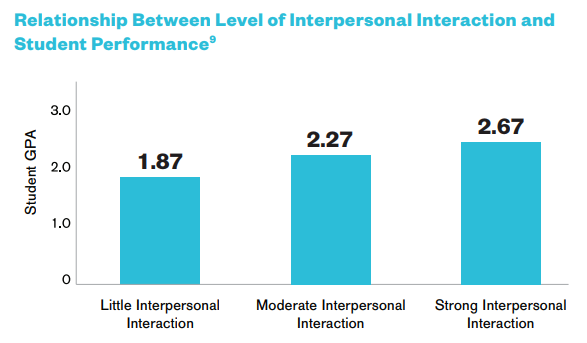 Relationship Between Level of Interpersonal Interaction and
Student Performance⁹
Student GPA
3.0
2.0
1.0
0
1.87
2.27
2.67
Little Interpersonal
Interaction
Moderate Interpersonal
Interaction
Strong Interpersonal
Interaction